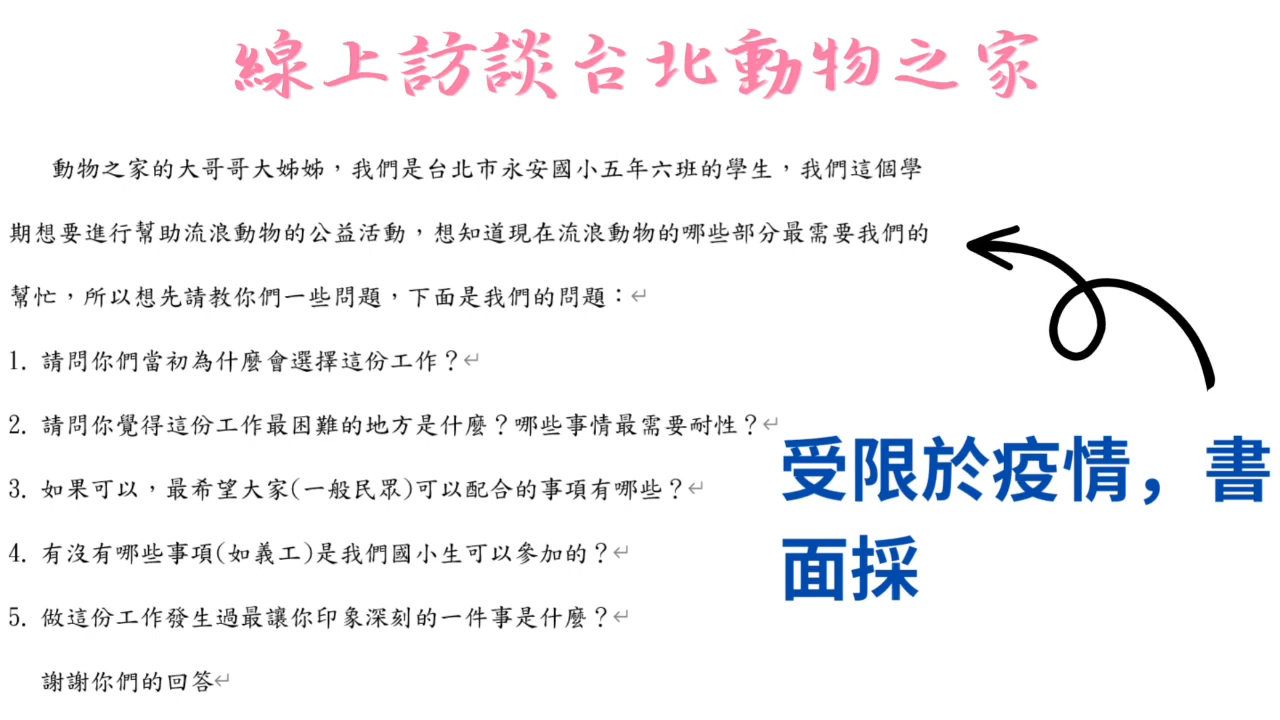 線上訪談台北動物之家
動物之家的大哥哥大姊姊，我們是台北市永安國小五年六班的學生，我們這個學
期想要進行幫助流浪動物的公益活動，想知道現在流浪動物的哪些部分最需要我們的
幫忙，所以想先請教你們一些問題，下面是我們的問題：↵
1. 請問你們當初為什麼會選擇這份工作？↵
2. 請問你覺得這份工作最困難的地方是什麼？哪些事情最需要耐性？↵
3. 如果可以，最希望大家(一般民眾)可以配合的事項有哪些？↵
4. 有沒有哪些事項(如義工)是我們國小生可以參加的？↵
5. 做這份工作發生過最讓你印象深刻的一件事是什麼？↵
謝謝你們的回答↵
受限於疫情，書
面採